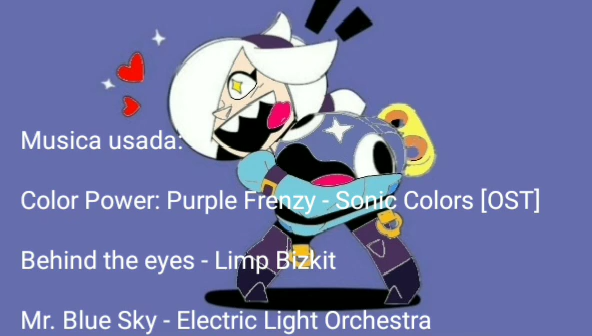 Musica usada:
Color Power: Purple Frenzy - Sonic Colors [OST]
Behind the eyes - Limp Bizkit
Mr. Blue Sky - Electric Light Orchestra